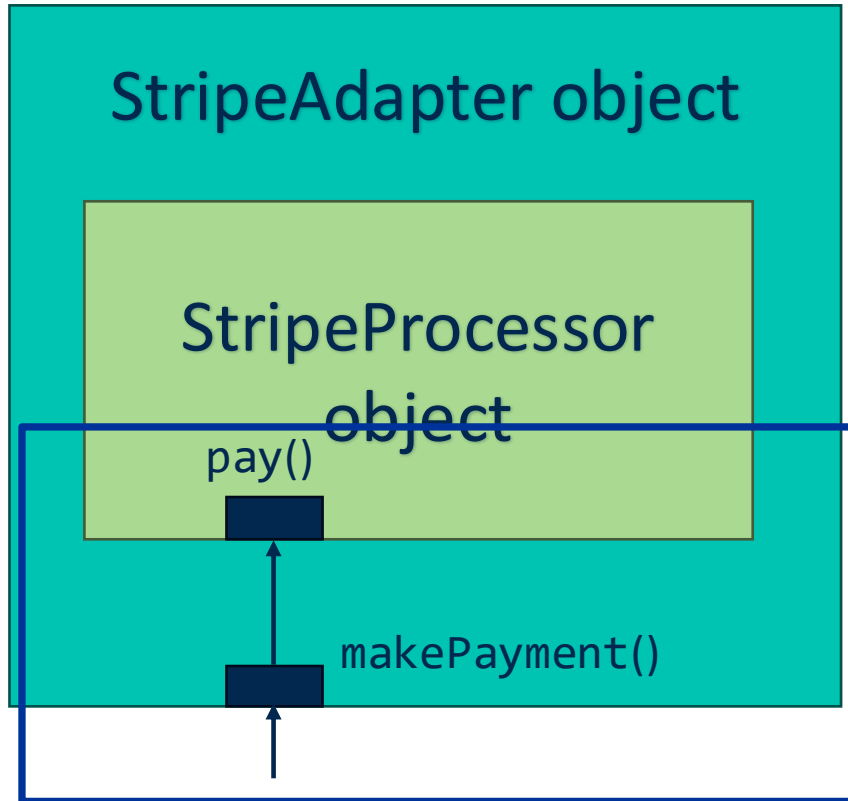 StripeAdapter object
StripeProcessor
object
pay()
makePayment()